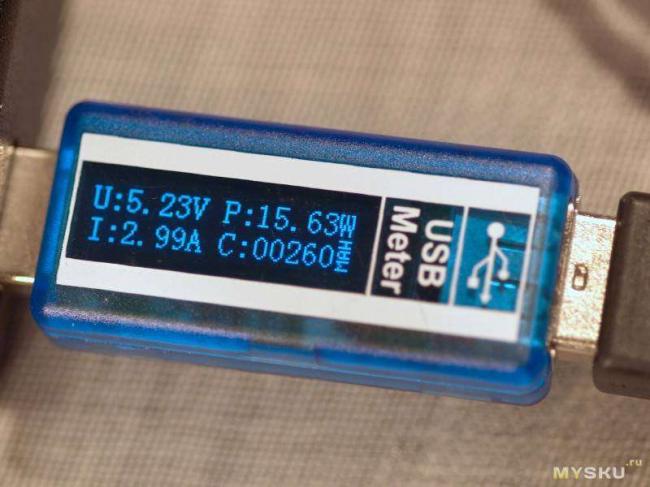 U:5.23V P:15.63W
I:2.99A C:00260MAH
USB
Meter
MYSKU.ru